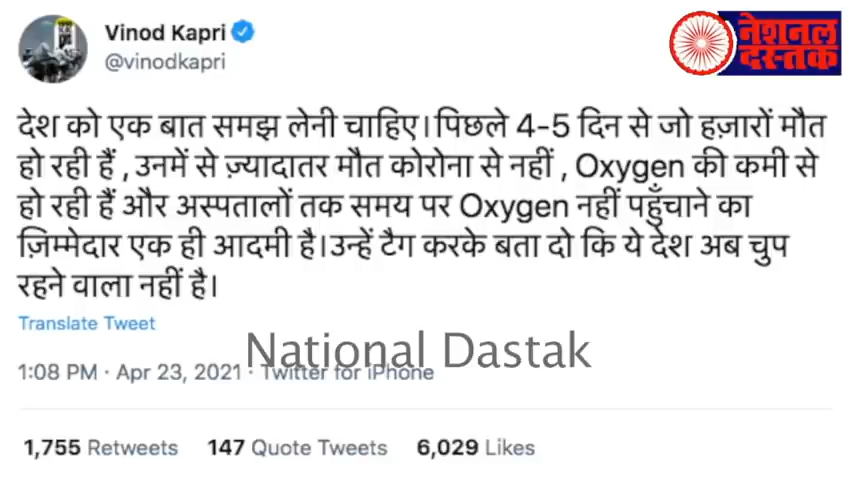 Vinod Kapri
@vinodkapri
नेशनल
दस्तक
देश को एक बात समझ लेनी चाहिए।पिछले 4-5 दिन से जो हज़ारों मौत
हो रही हैं , उनमें से ज़्यादातर मौत कोरोना से नहीं , Oxygen की कमी से
हो रही हैं और अस्पतालों तक समय पर Oxygen नहीं पहुँचाने का
ज़िम्मेदार एक ही आदमी है।उन्हें टैग करके बता दो कि ये देश अब चुप
रहने वाला नहीं है।
Translate Tweet
National Dastak
1:08 PM · Apr 23, 2021 · Twitter for iPhone
1,755 Retweets 147 Quote Tweets 6,029 Likes